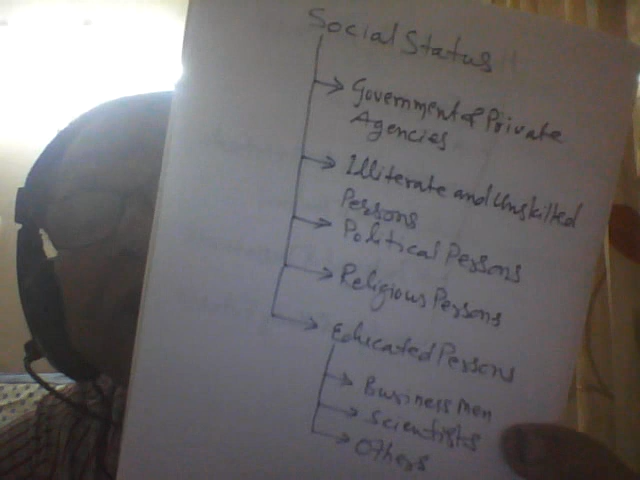 Social Status
Government & Private
Agencies
Illiterate and Unskilled
Persons
Political Persons
Religious Persons
Educated Persons
Business Men
Scientists
Others